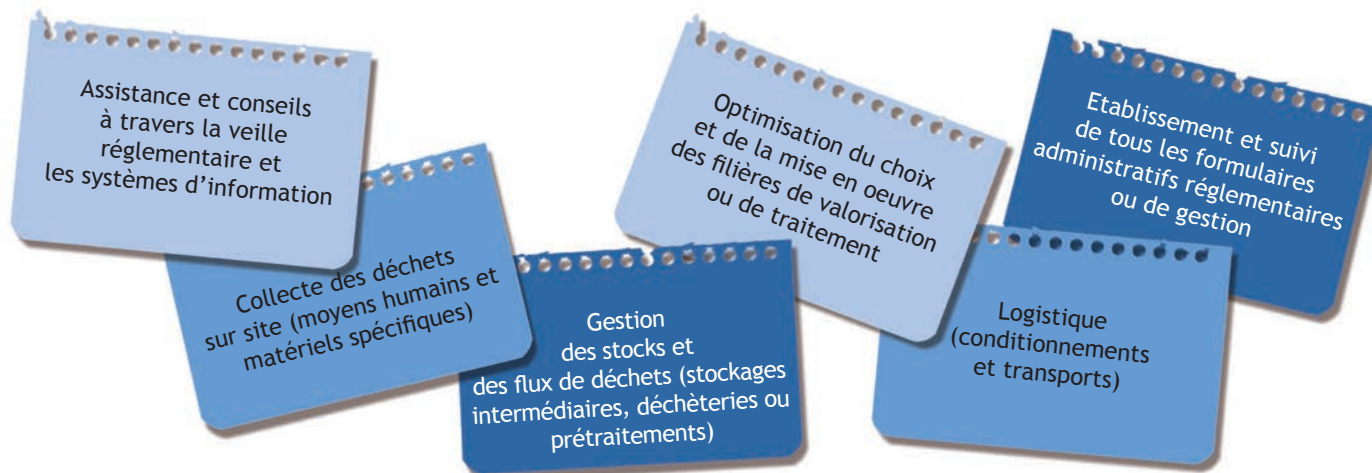 Assistance et conseils
à travers la veille
réglementaire et
les systèmes d’information
Collecte des déchets
sur site (moyens humains et
matériels spécifiques)
Gestion
des stocks et
des flux de déchets (stockages
intermédiaires, déchèteries ou
prétraitements)
Optimisation du choix
et de la mise en oeuvre
des filières de valorisation
ou de traitement
Logistique
(conditionnements
et transports)
Etablissement et suivi
de tous les formulaires
administratifs réglementaires
ou de gestion